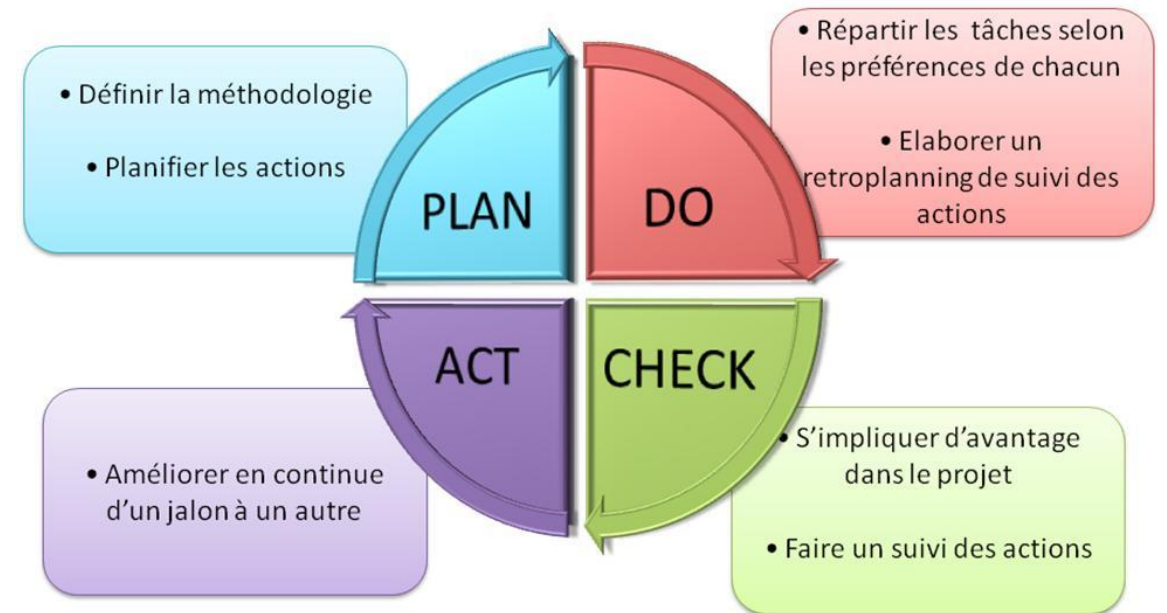 • Définir la méthodologie
• Planifier les actions
PLAN
• Répartir les tâches selon
les préférences de chacun
• Elaborer un
retroplanning de suivi des
actions
DO
ACT
• Améliorer en continue
d'un jalon à un autre
CHECK
• S'impliquer d'avantage
dans le projet
• Faire un suivi des actions